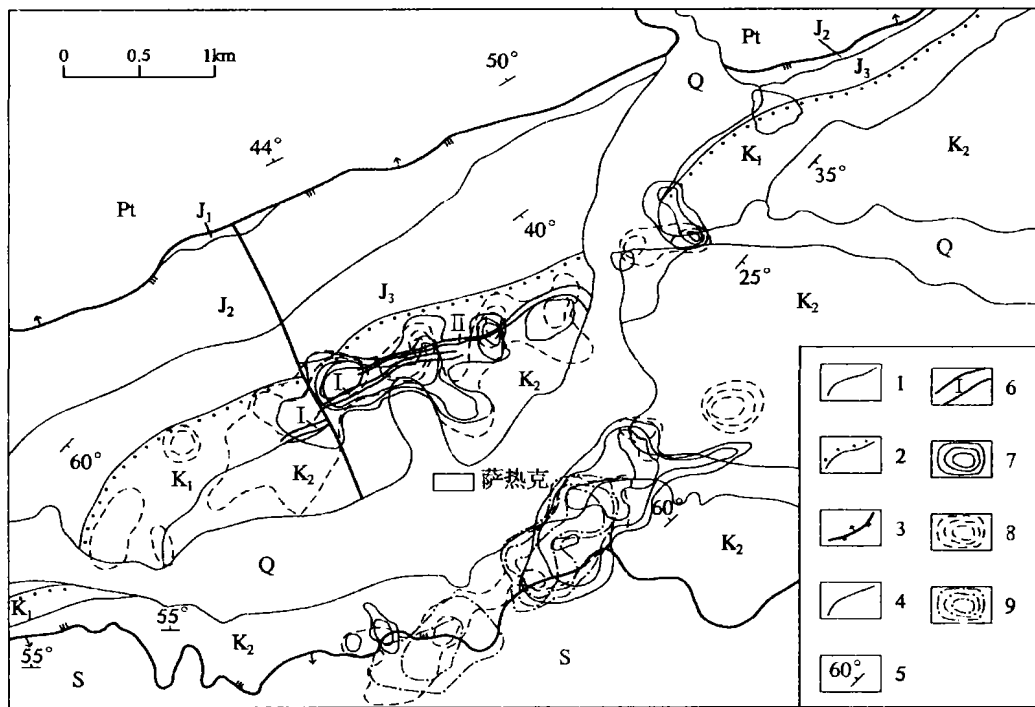 0 0.5 1km
50°
Pt
J₂
Q
J₃
44°
K₁
K₂
35°
Pt
J₁
40°
Q
25°
J₂
J₃
K₂
II
I
K₂
I
60°
K₁
K₂
萨热克
60°
K₂
Q
K₁
55°
K₂
55°
S
S
1
6
I
2
7
3
8
4
9
60°
5